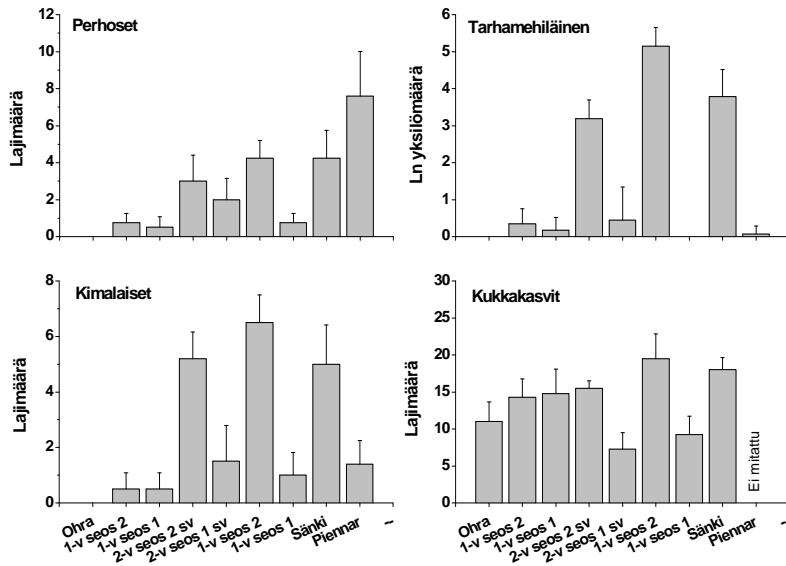 Perhoset
Lajimäärä
12
10
8
6
4
2
0
Tarhamehiläinen
Ln yksilömäärä
6
5
4
3
2
1
0
Kimalaiset
Lajimäärä
8
6
4
2
0
Ohra
1-v seos 2
1-v seos 1
2-v seos 2 sv
2-v seos 1 sv
1-v seos 2
1-v seos 1
Sänki
Piennar
~
Kukkakasvit
Lajimäärä
30
25
20
15
10
5
0
Ei mitattu
Ohra
1-v seos 2
1-v seos 1
2-v seos 2 sv
2-v seos 1 sv
1-v seos 2
1-v seos 1
Sänki
Piennar
~